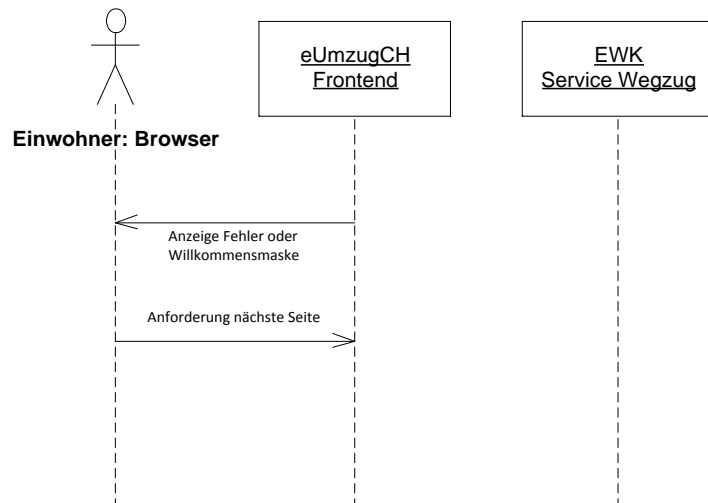 eUmzugCH
Frontend
EWK
Service Wegzug
Einwohner: Browser
Anzeige Fehler oder
Willkommensmaske
Anforderung nächste Seite